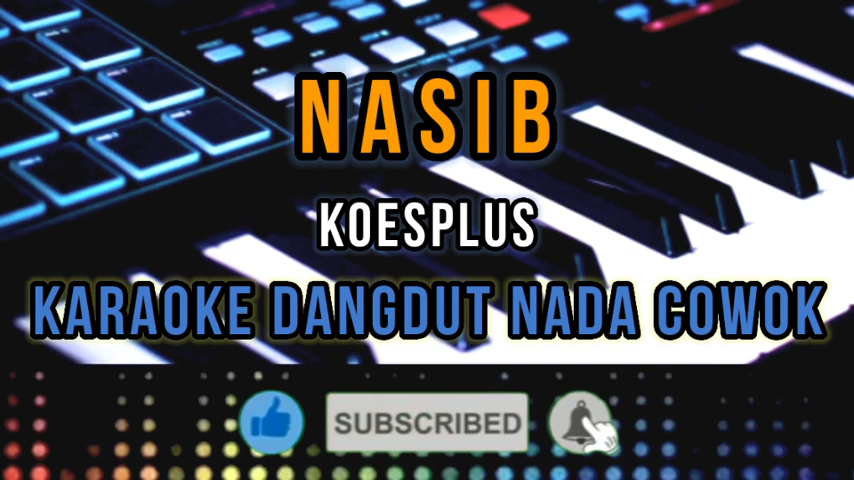 NASIB
KOESPLUS
KARAOKE DANGDUT NADA COWOK
SUBSCRIBED